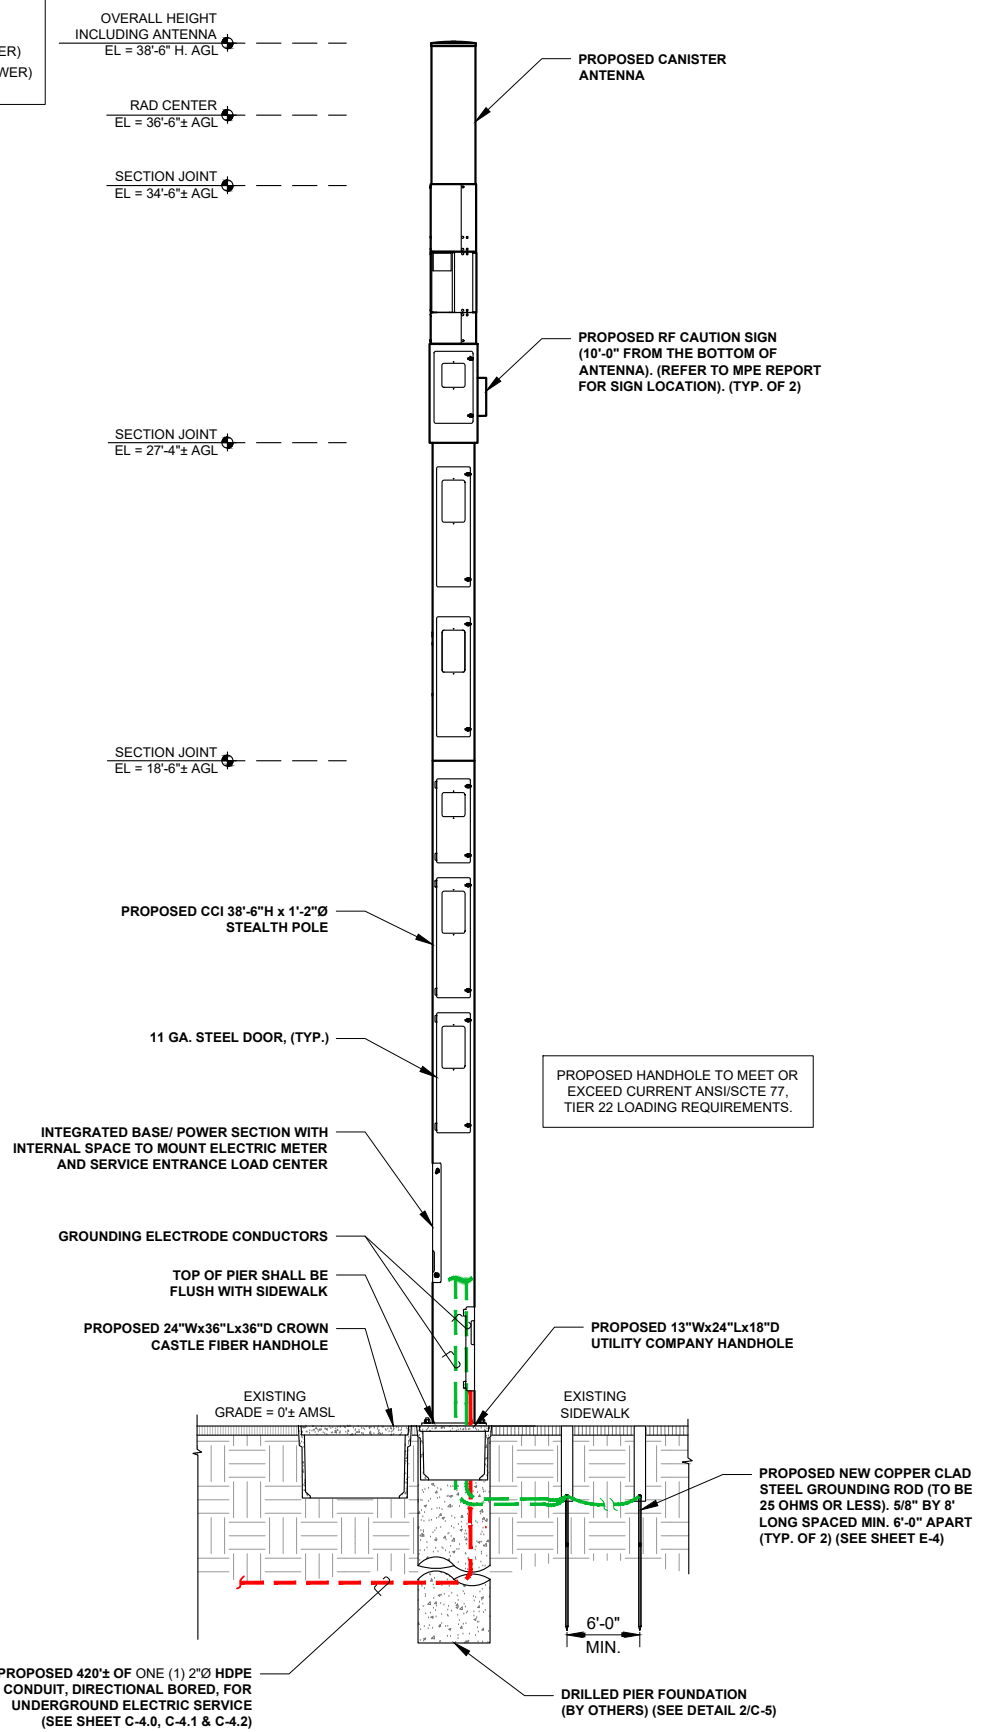 ER)
WER)
OVERALL HEIGHT
INCLUDING ANTENNA
EL = 38'-6" H. AGL
PROPOSED CANISTER
ANTENNA
RAD CENTER
EL = 36'-6"± AGL
SECTION JOINT
EL = 34'-6"± AGL
PROPOSED RF CAUTION SIGN
(10'-0" FROM THE BOTTOM OF
ANTENNA). (REFER TO MPE REPORT
FOR SIGN LOCATION). (TYP. OF 2)
SECTION JOINT
EL = 27'-4"± AGL
SECTION JOINT
EL = 18'-6"± AGL
PROPOSED CCI 38'-6"H x 1'-2"Ø
STEALTH POLE
11 GA. STEEL DOOR, (TYP.)
PROPOSED HANDHOLE TO MEET OR
EXCEED CURRENT ANSI/SCTE 77,
TIER 22 LOADING REQUIREMENTS.
INTEGRATED BASE/ POWER SECTION WITH
INTERNAL SPACE TO MOUNT ELECTRIC METER
AND SERVICE ENTRANCE LOAD CENTER
GROUNDING ELECTRODE CONDUCTORS
TOP OF PIER SHALL BE
FLUSH WITH SIDEWALK
PROPOSED 24"Wx36"Lx36"D CROWN
CASTLE FIBER HANDHOLE
PROPOSED 13"Wx24"Lx18"D
UTILITY COMPANY HANDHOLE
EXISTING
GRADE = 0'± AMSL
EXISTING
SIDEWALK
PROPOSED NEW COPPER CLAD
STEEL GROUNDING ROD (TO BE
25 OHMS OR LESS). 5/8" BY 8'
LONG SPACED MIN. 6'-0" APART
(TYP. OF 2) (SEE SHEET E-4)
6'-0"
MIN.
PROPOSED 420'± OF ONE (1) 2"Ø HDPE
CONDUIT, DIRECTIONAL BORED, FOR
UNDERGROUND ELECTRIC SERVICE
(SEE SHEET C-4.0, C-4.1 & C-4.2)
DRILLED PIER FOUNDATION
(BY OTHERS) (SEE DETAIL 2/C-5)